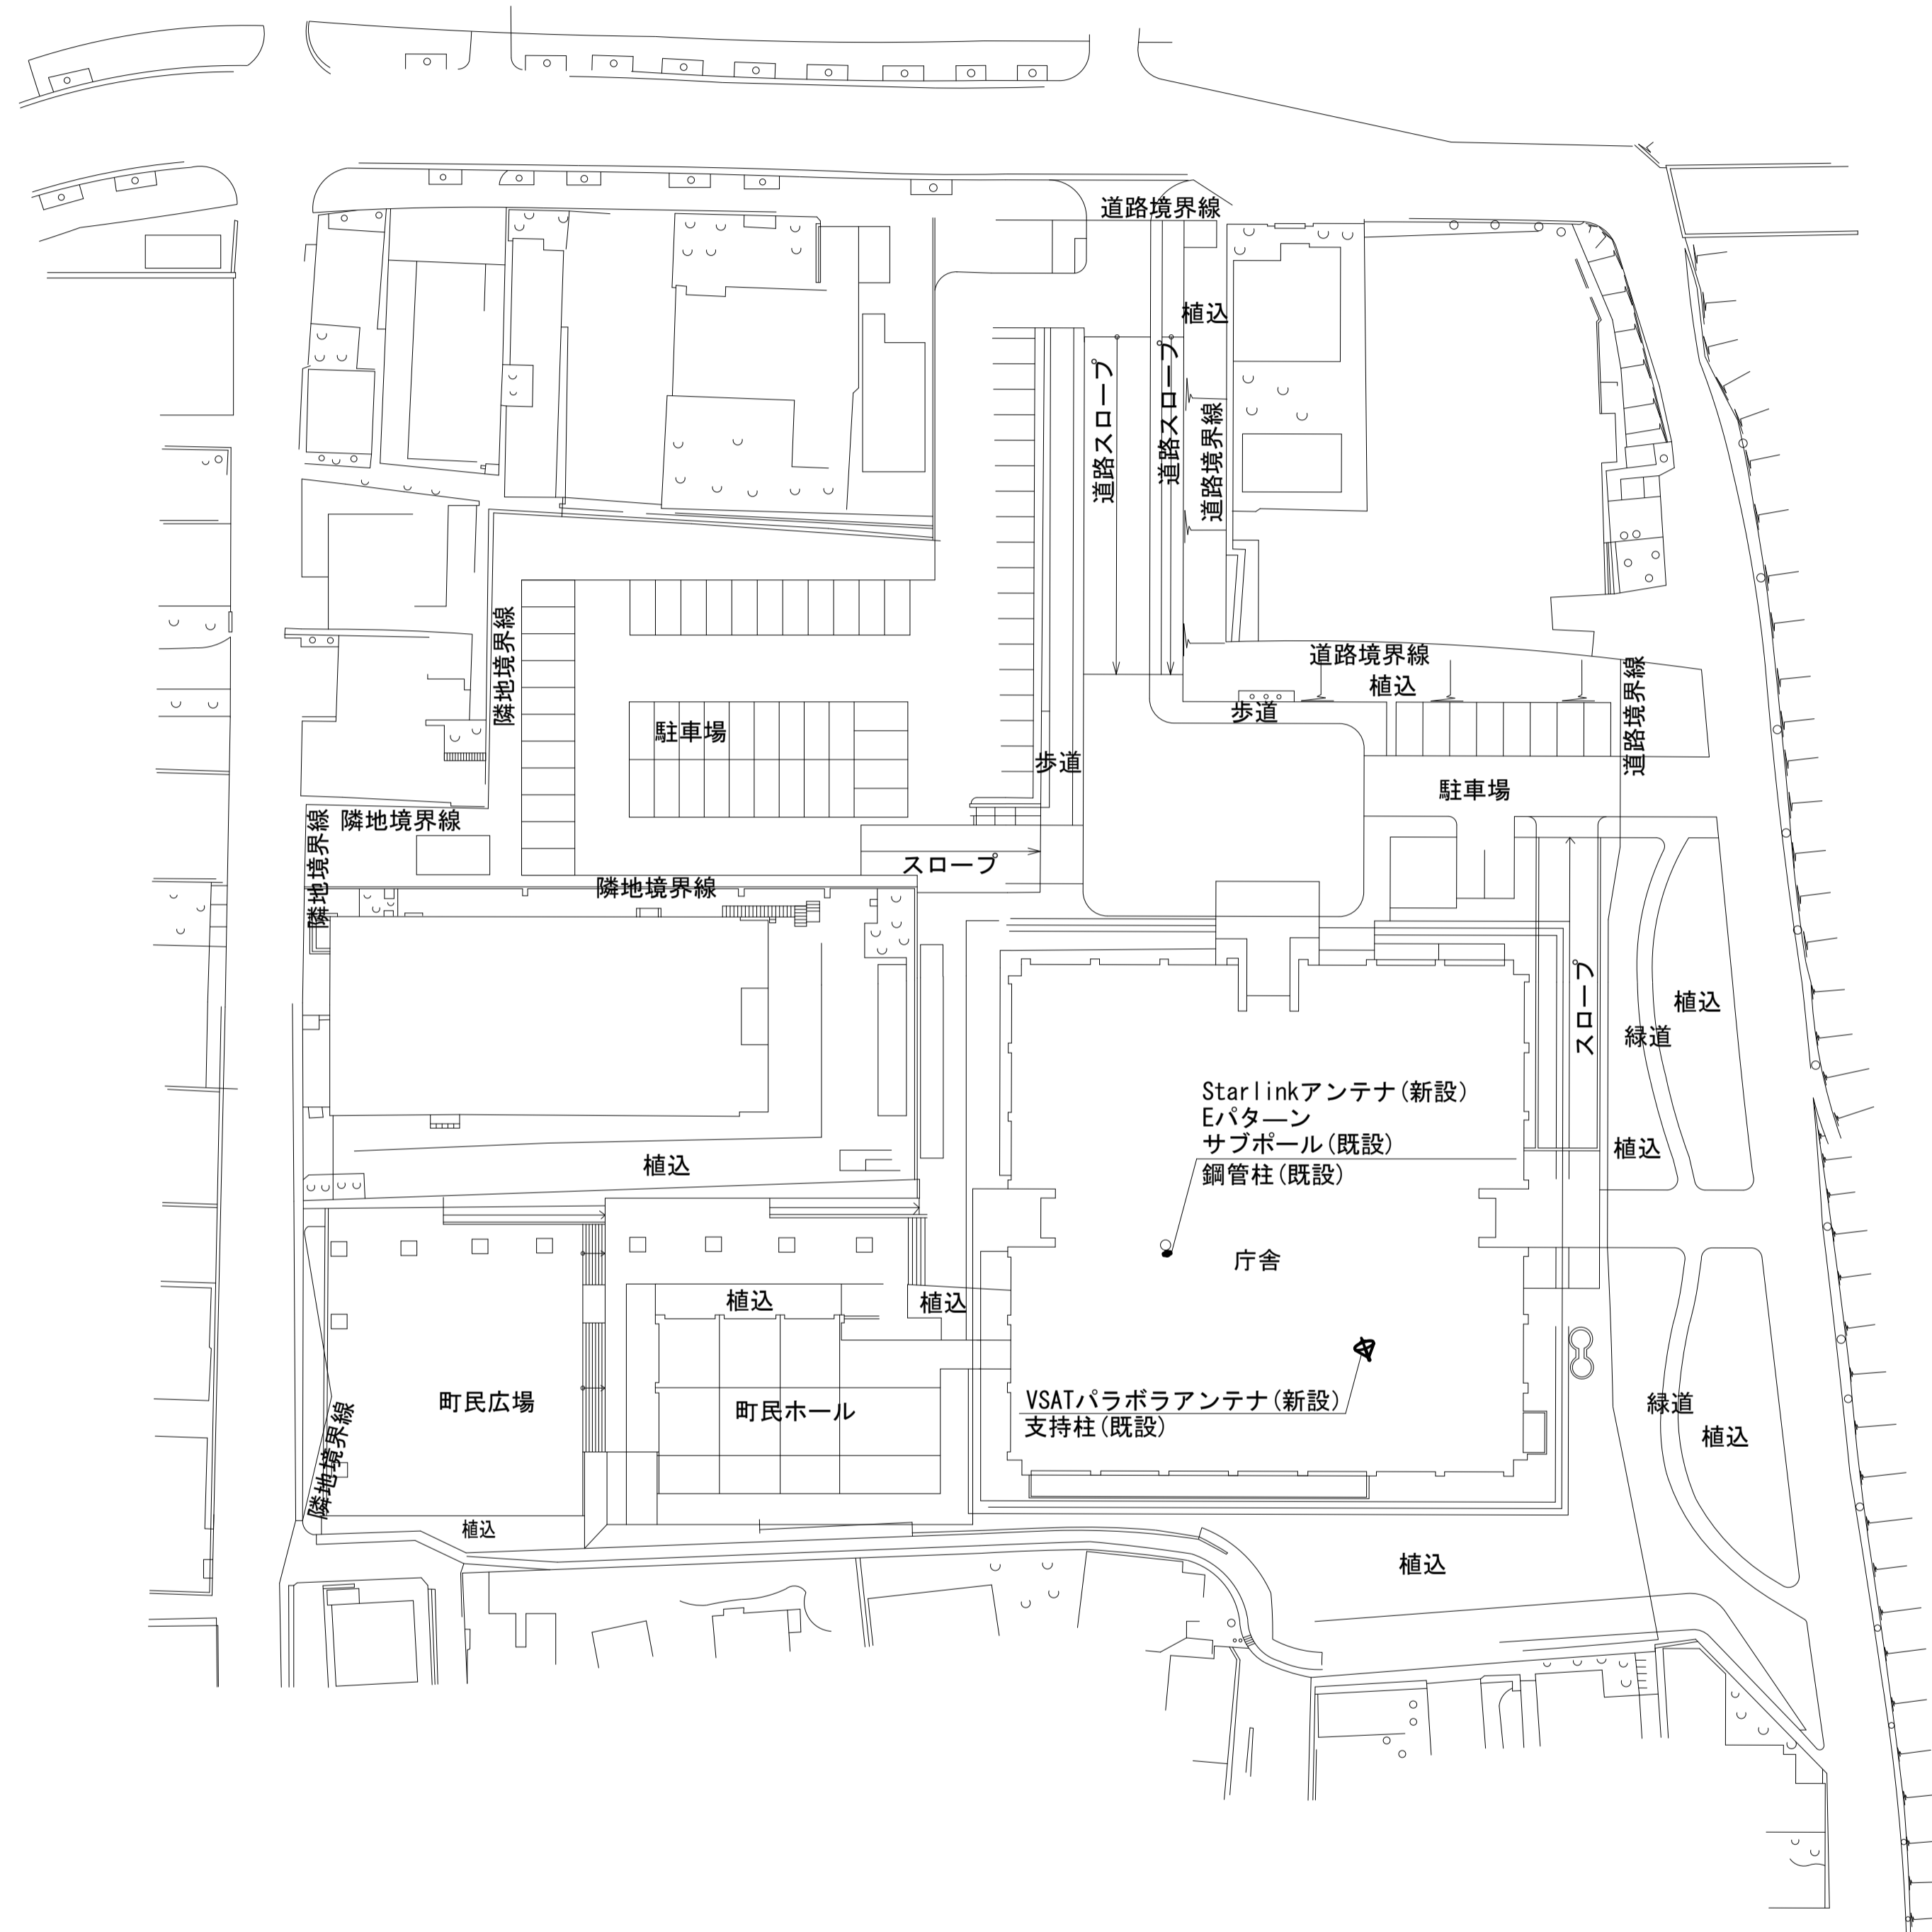 道路境界線
植込
道路スロープ
道路スロープ
道路境界線
隣地境界線
道路境界線
植込
道路境界線
歩道
駐車場
歩道
駐車場
隣地境界線
隣地境界線
スロープ
隣地境界線
スロープ
植込
緑道
Starlinkアンテナ(新設)
Eパターン
サブポール(既設)
鋼管柱(既設)
植込
植込
庁舎
植込
植込
町民広場
町民ホール
VSATパラボラアンテナ(新設)
支持柱(既設)
緑道
植込
隣地境界線
植込
植込